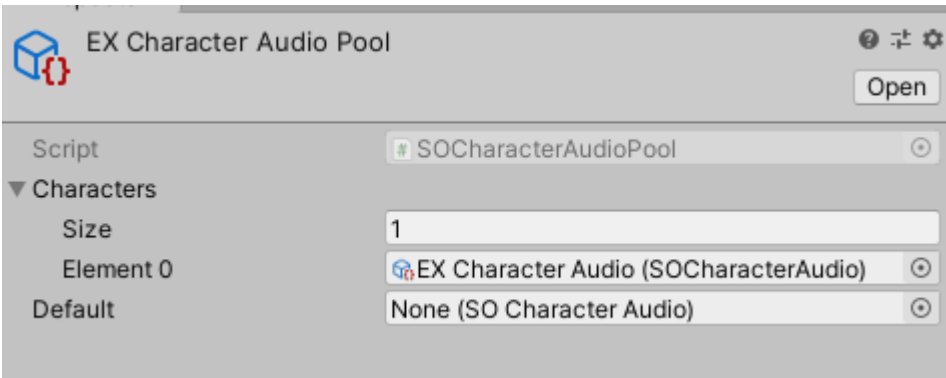 EX Character Audio Pool
Open
Script # SOCharacterAudioPool
Characters
Size 1
Element 0 EX Character Audio (SOCharacterAudio)
Default None (SO Character Audio)